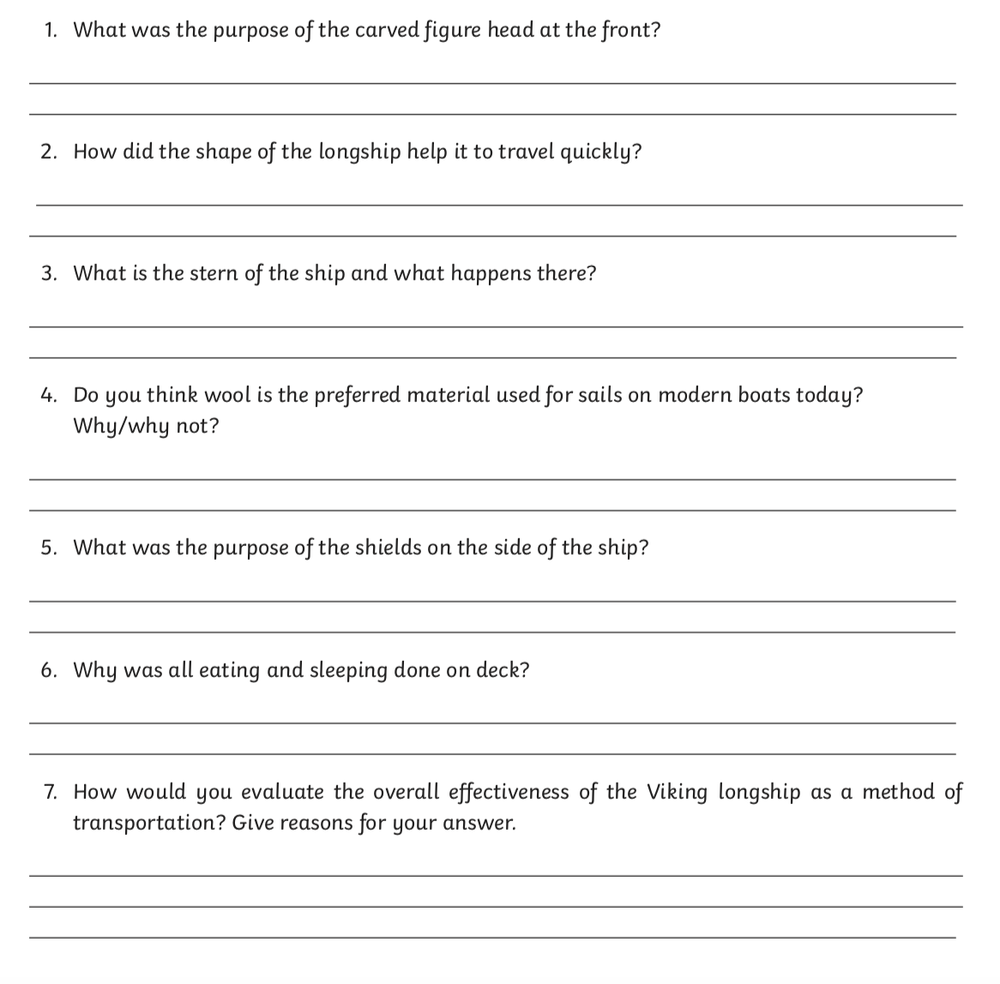 1. What was the purpose of the carved figure head at the front?
2. How did the shape of the longship help it to travel quickly?
3. What is the stern of the ship and what happens there?
4. Do you think wool is the preferred material used for sails on modern boats today?
Why/why not?
5. What was the purpose of the shields on the side of the ship?
6. Why was all eating and sleeping done on deck?
7. How would you evaluate the overall effectiveness of the Viking longship as a method of
transportation? Give reasons for your answer.